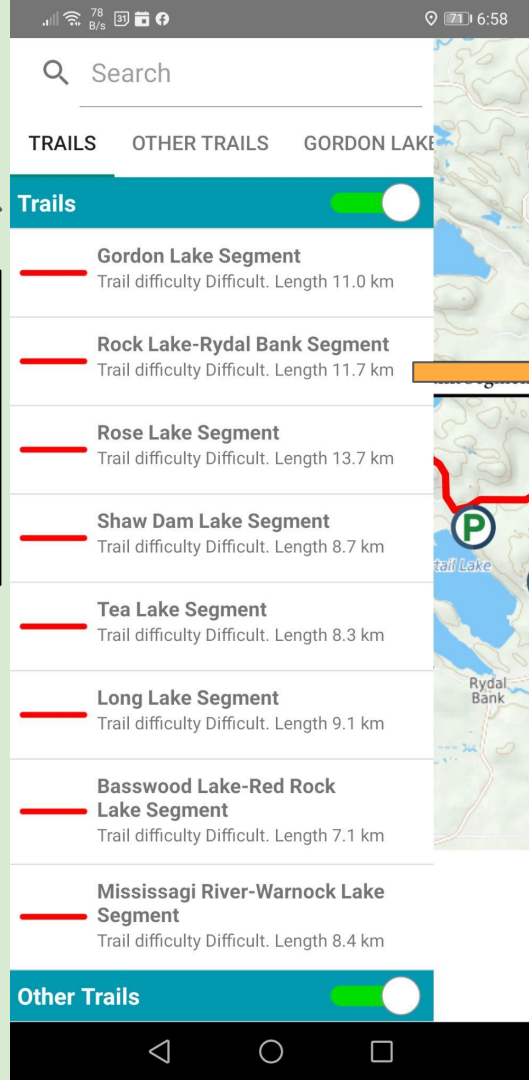 78 B/s 31 71 6:58
Search
TRAILS OTHER TRAILS GORDON LAKE
Trails
Gordon Lake Segment
Trail difficulty Difficult. Length 11.0 km
Rock Lake-Rydal Bank Segment
Trail difficulty Difficult. Length 11.7 km
Rose Lake Segment
Trail difficulty Difficult. Length 13.7 km
Shaw Dam Lake Segment
Trail difficulty Difficult. Length 8.7 km
P
tail Lake
Tea Lake Segment
Trail difficulty Difficult. Length 8.3 km
Long Lake Segment
Trail difficulty Difficult. Length 9.1 km
Rydal
Bank
Basswood Lake-Red Rock
Lake Segment
Trail difficulty Difficult. Length 7.1 km
Mississagi River-Warnock Lake
Segment
Trail difficulty Difficult. Length 8.4 km
Other Trails